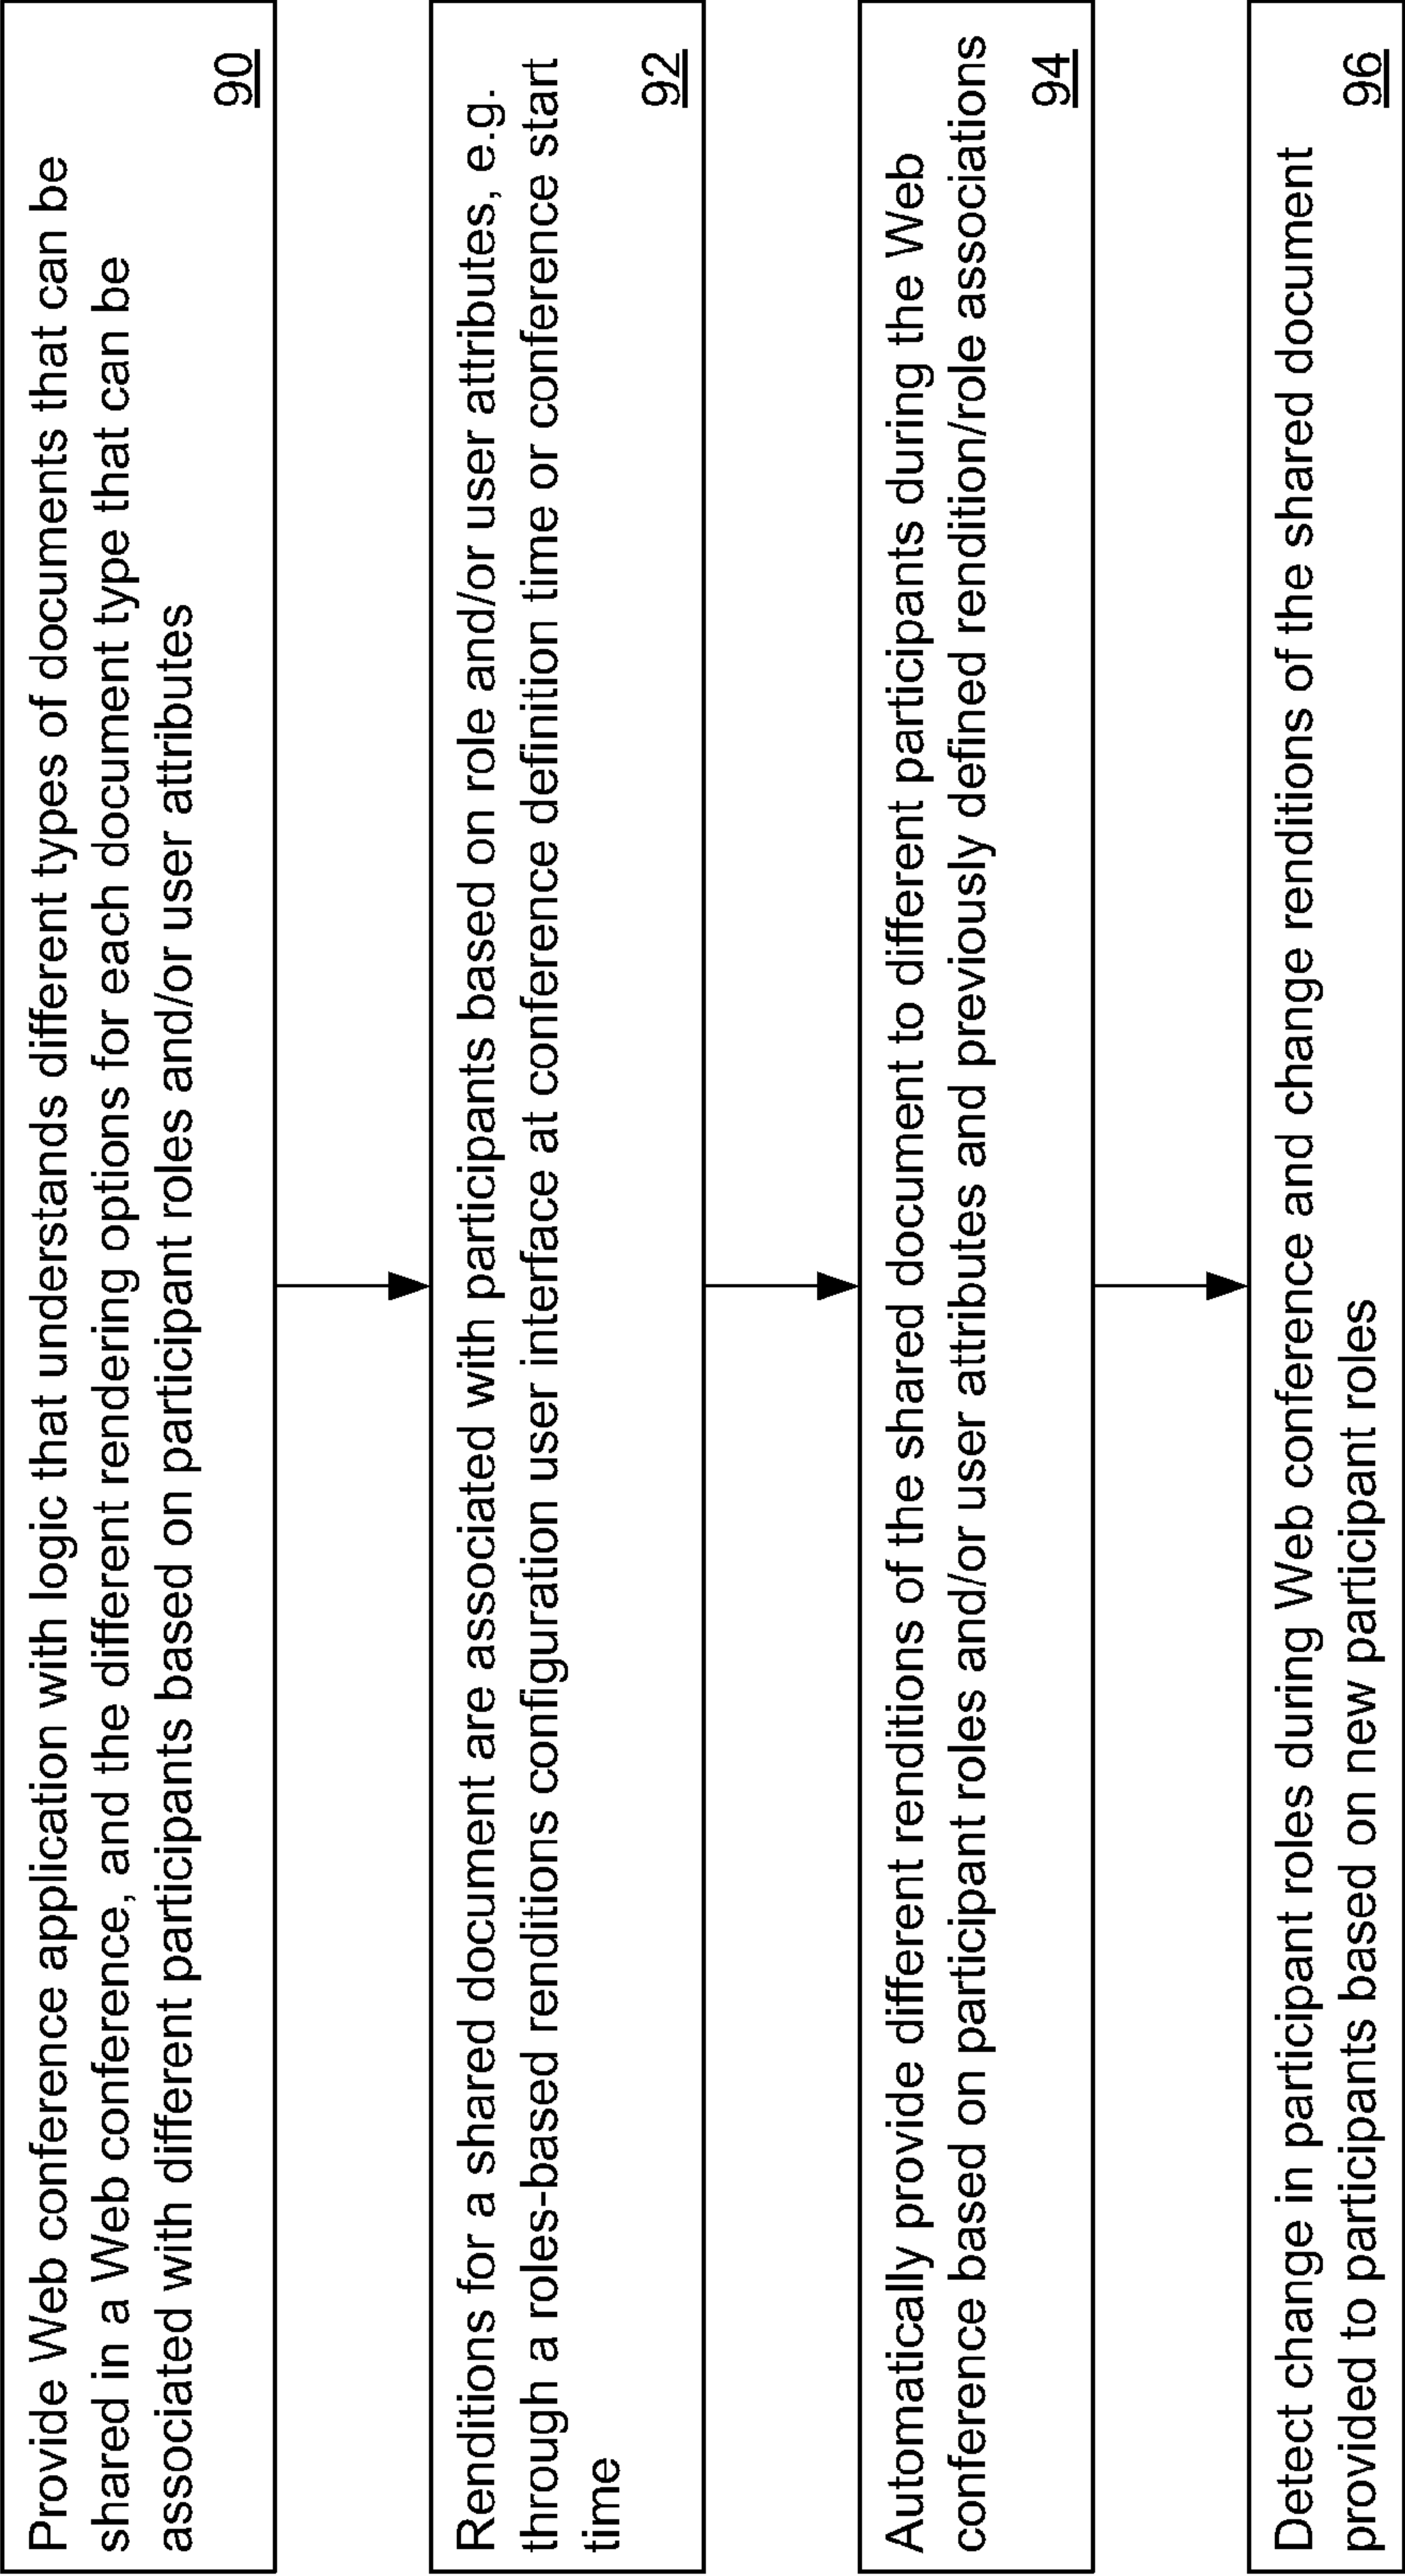 Provide Web conference application with logic that understands different types of documents that can be
shared in a Web conference, and the different rendering options for each document type that can be
associated with different participants based on participant roles and/or user attributes
90
Renditions for a shared document are associated with participants based on role and/or user attributes, e.g.
through a roles-based renditions configuration user interface at conference definition time or conference start
time
92
Automatically provide different renditions of the shared document to different participants during the Web
conference based on participant roles and/or user attributes and previously defined rendition/role associations
94
Detect change in participant roles during Web conference and change renditions of the shared document
provided to participants based on new participant roles
96